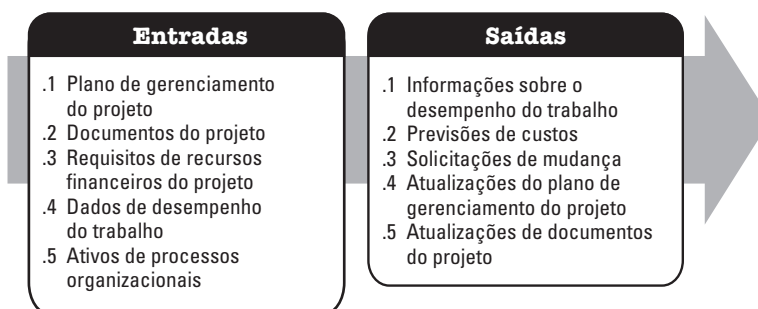 Entradas
.1 Plano de gerenciamento
do projeto
.2 Documentos do projeto
.3 Requisitos de recursos
financeiros do projeto
.4 Dados de desempenho
do trabalho
.5 Ativos de processos
organizacionais
Saídas
.1 Informações sobre o
desempenho do trabalho
.2 Previsões de custos
.3 Solicitações de mudança
.4 Atualizações do plano de
gerenciamento do projeto
.5 Atualizações de documentos
do projeto